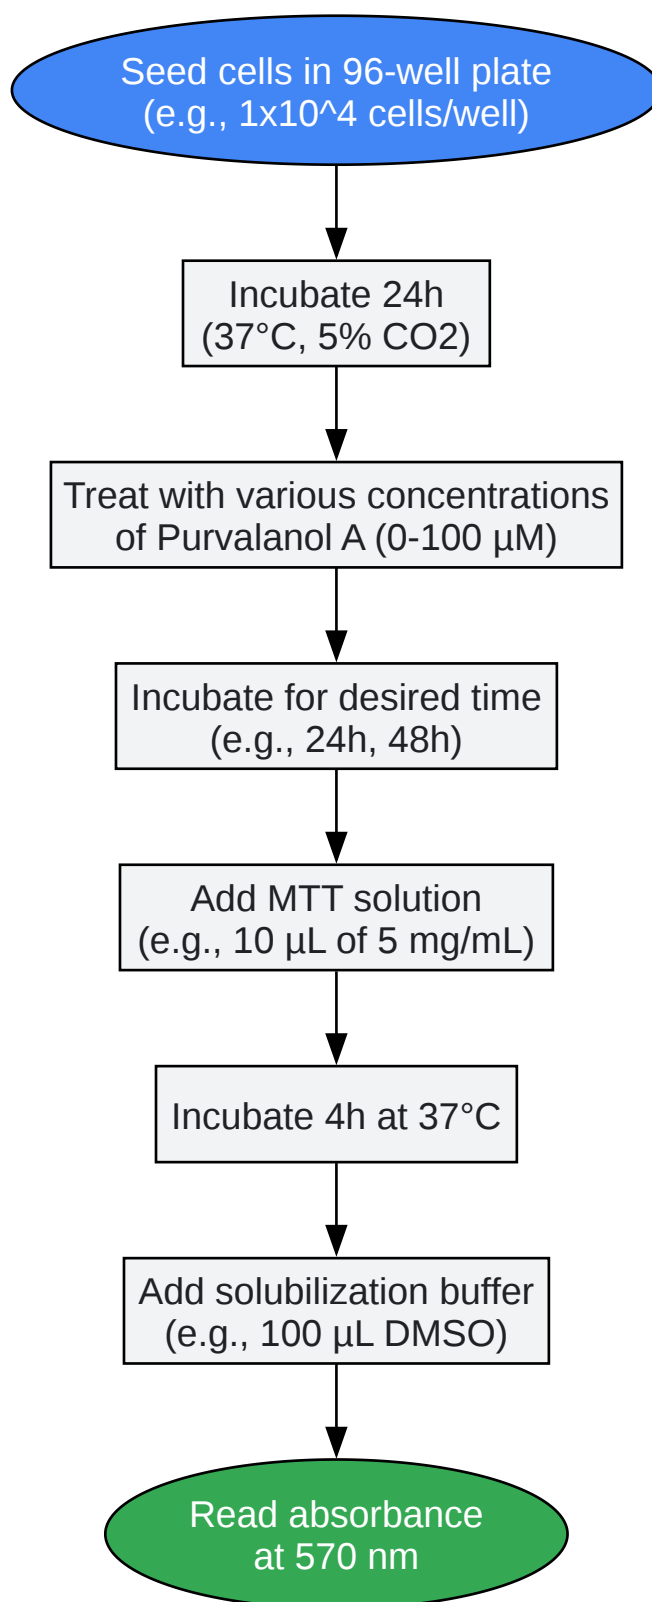 Seed cells in 96-well plate
(e.g., 1x10^4 cells/well)
Incubate 24h
(37°C, 5% CO2)
Treat with various concentrations
of Purvalanol A (0-100 µM)
Incubate for desired time
(e.g., 24h, 48h)
Add MTT solution
(e.g., 10 µL of 5 mg/mL)
Incubate 4h at 37°C
Add solubilization buffer
(e.g., 100 µL DMSO)
Read absorbance
at 570 nm